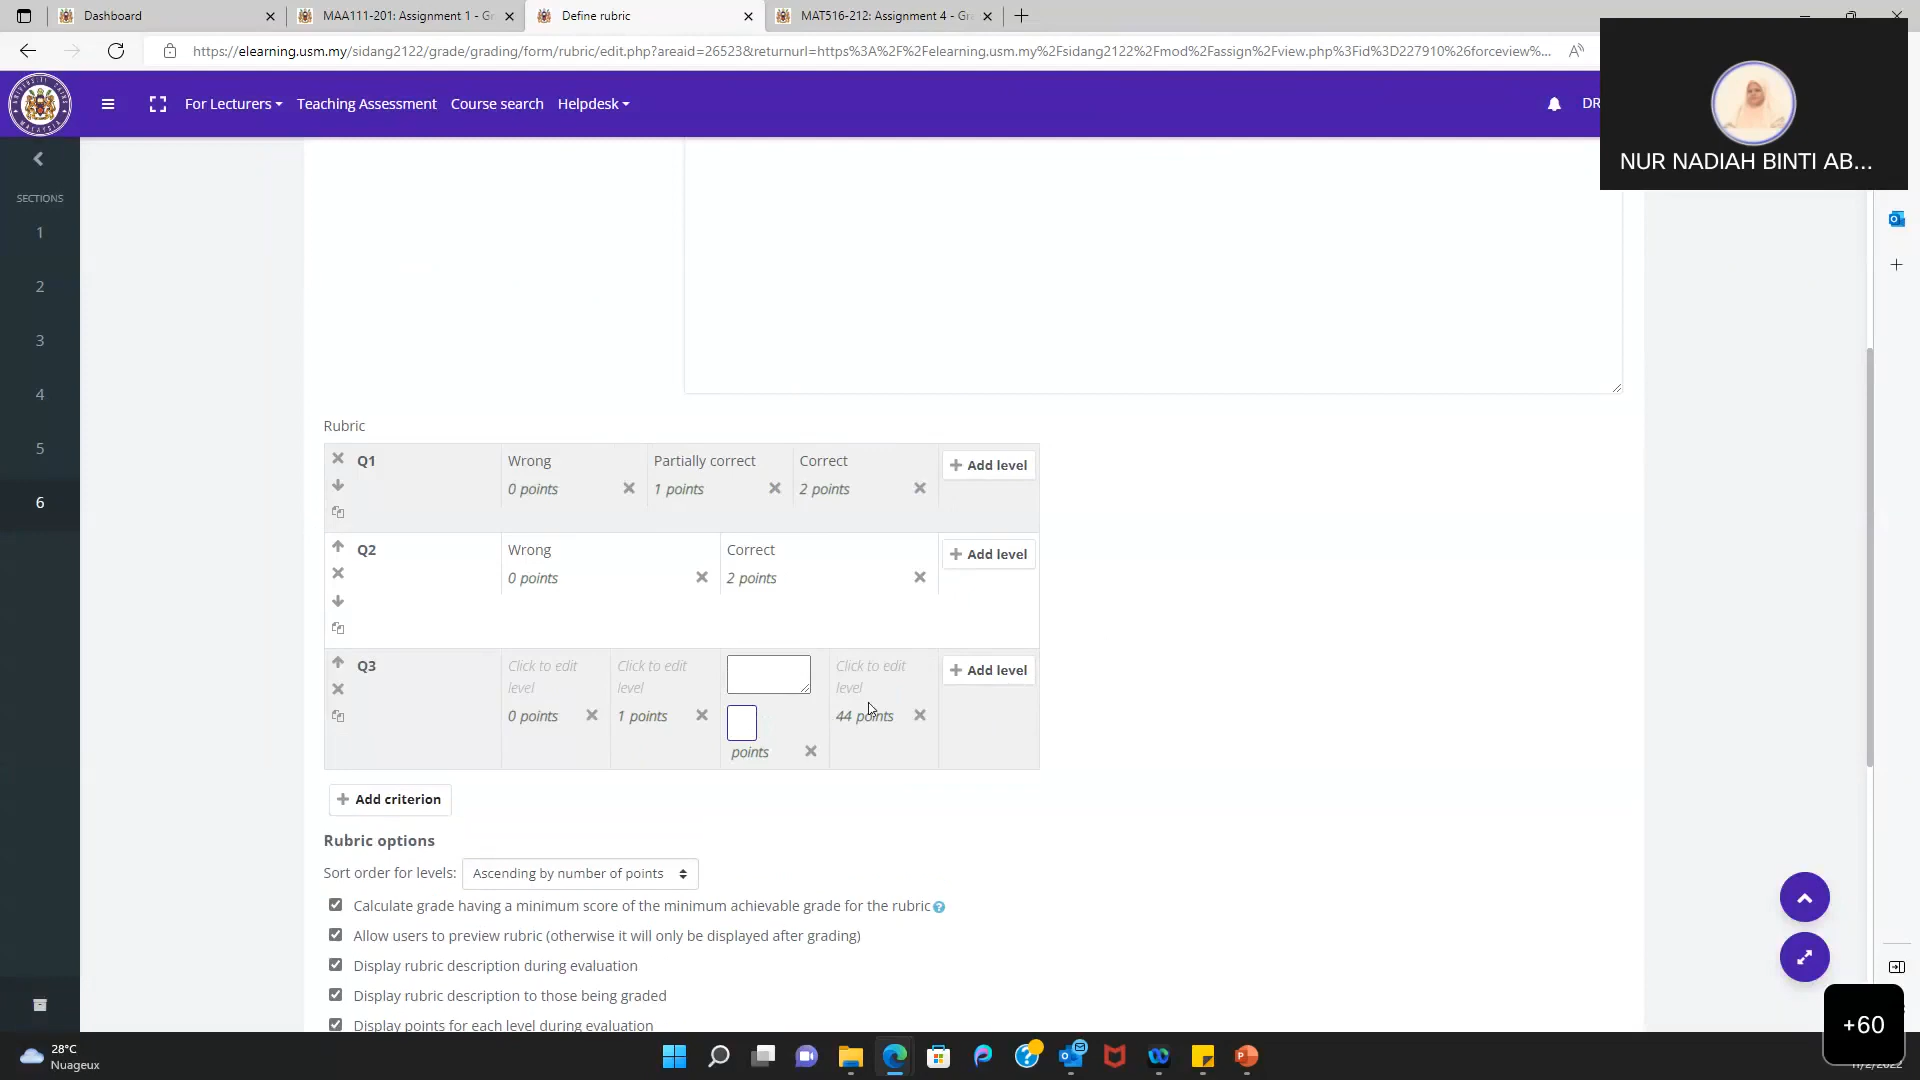 Dashboard
MAA111-201: Assignment 1 - Gr
Define rubric
MAT516-212: Assignment 4 - Gr
https://elearning.usm.my/sidang2122/grade/grading/form/rubric/edit.php?areaid=26523&returnurl=https%3A%2F%2Felearning.usm.my%2Fsidang2122%2Fmod%2Fassign%2Fview.php%3Fid%3D227910%26forceview%...
For Lecturers
Teaching Assessment
Course search
Helpdesk
DR
NUR NADIAH BINTI AB...
SECTIONS
1
2
3
4
5
6
Rubric
Q1
Wrong
Partially correct
Correct
+ Add level
0 points
1 points
2 points
Q2
Wrong
Correct
+ Add level
0 points
2 points
Q3
Click to edit
Click to edit
Click to edit
+ Add level
level
level
level
0 points
1 points
44 points
points
+ Add criterion
Rubric options
Sort order for levels: Ascending by number of points
Calculate grade having a minimum score of the minimum achievable grade for the rubric
Allow users to preview rubric (otherwise it will only be displayed after grading)
Display rubric description during evaluation
Display rubric description to those being graded
Display points for each level during evaluation
+60
28°C
Nuageux